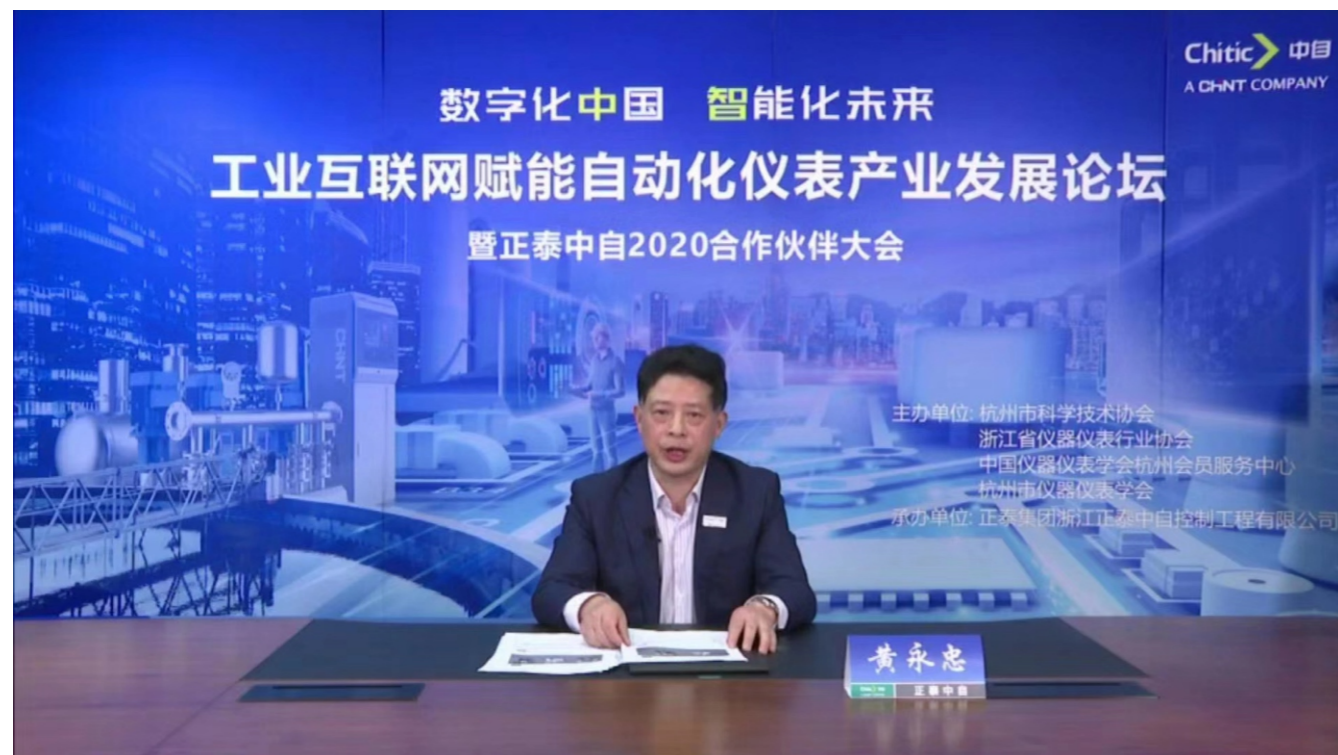 Chitic 中自
A CHNT COMPANY
数字化中国 智能化未来
工业互联网赋能自动化仪表产业发展论坛
暨正泰中自2020合作伙伴大会
CHNT
主办单位: 杭州市科学技术协会
浙江省仪器仪表行业协会
中国仪器仪表学会杭州会员服务中心
杭州市仪器仪表学会
承办单位: 正泰集团浙江正泰中自控制工程有限公司
黄永忠
正泰中自